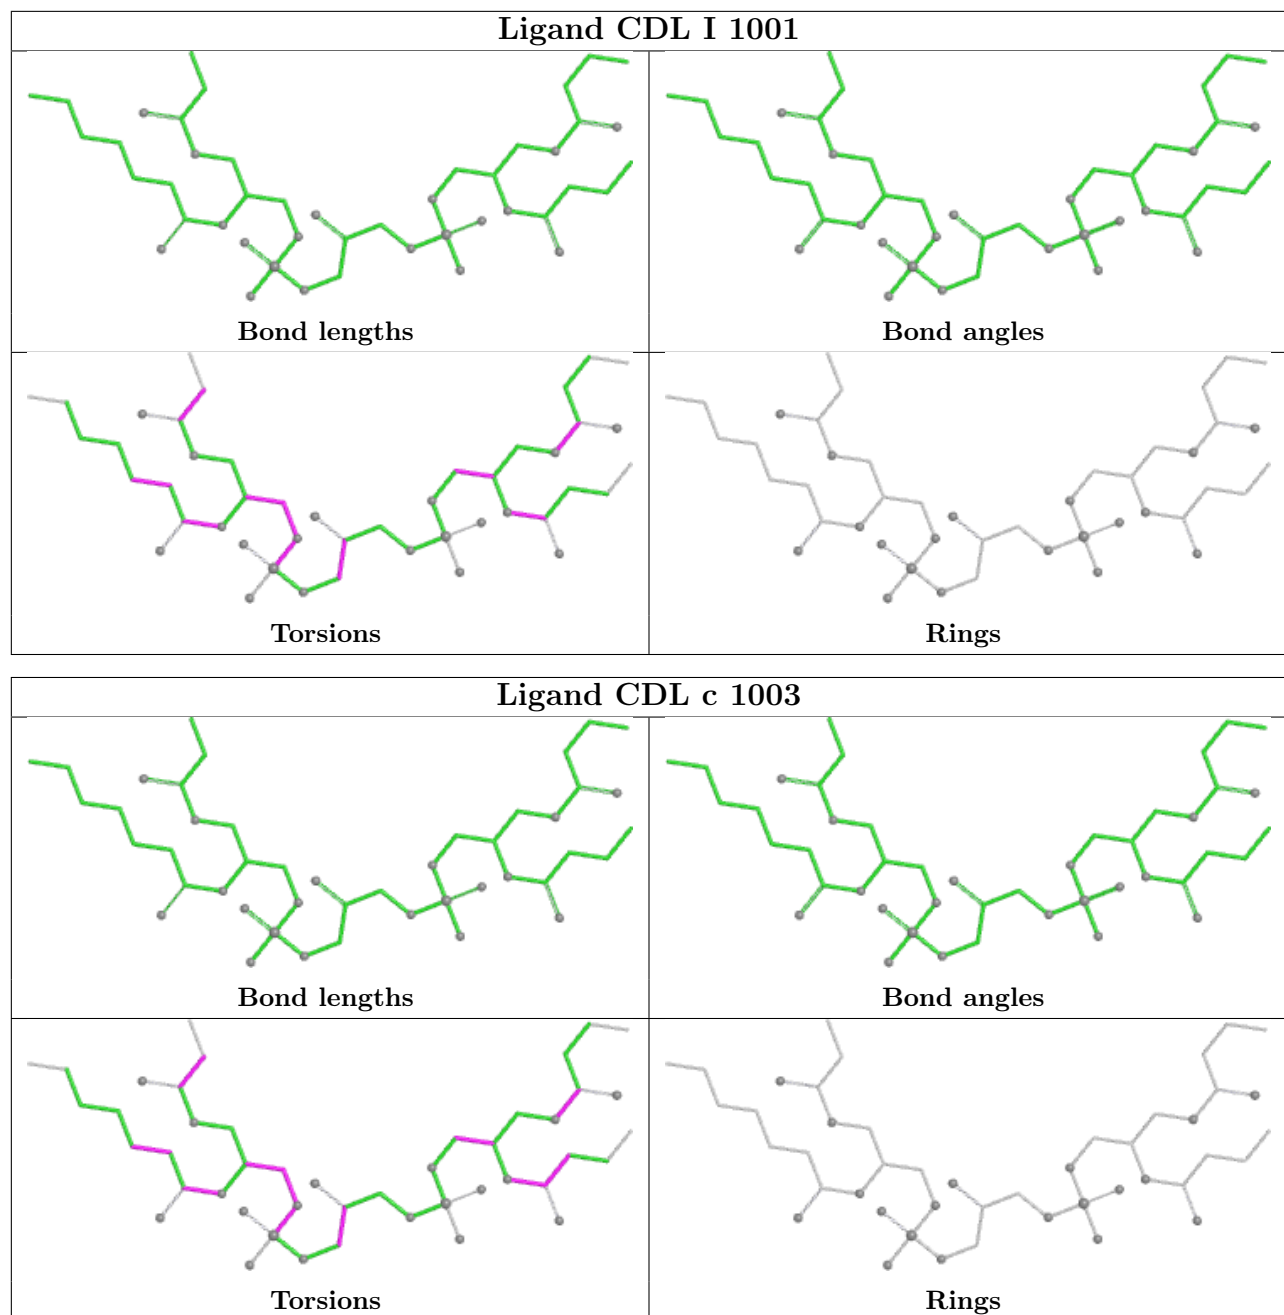 Ligand CDL I 1001
Bond lengths
Bond angles
Torsions
Rings
Ligand CDL c 1003
Bond lengths
Bond angles
Torsions
Rings